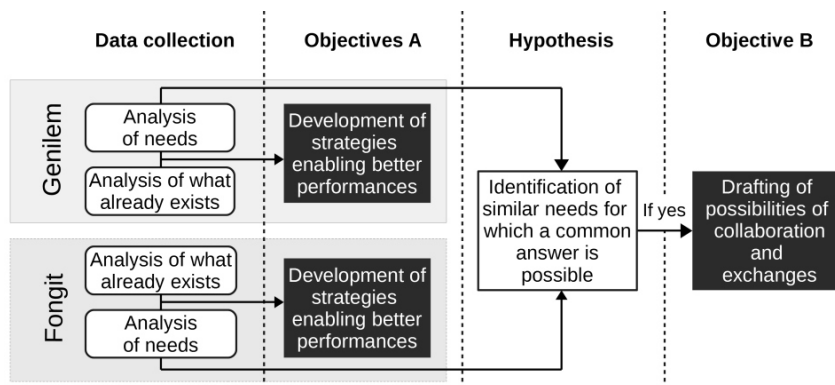 Data collection
Objectives A
Hypothesis
Objective B
Genilem
Analysis
of needs
Analysis of what
already exists
Development of
strategies
enabling better
performances
Fongit
Analysis of what
already exists
Analysis
of needs
Development of
strategies
enabling better
performances
Identification of
similar needs for
which a common
answer is
possible
If yes
Drafting of
possibilities of
collaboration
and
exchanges